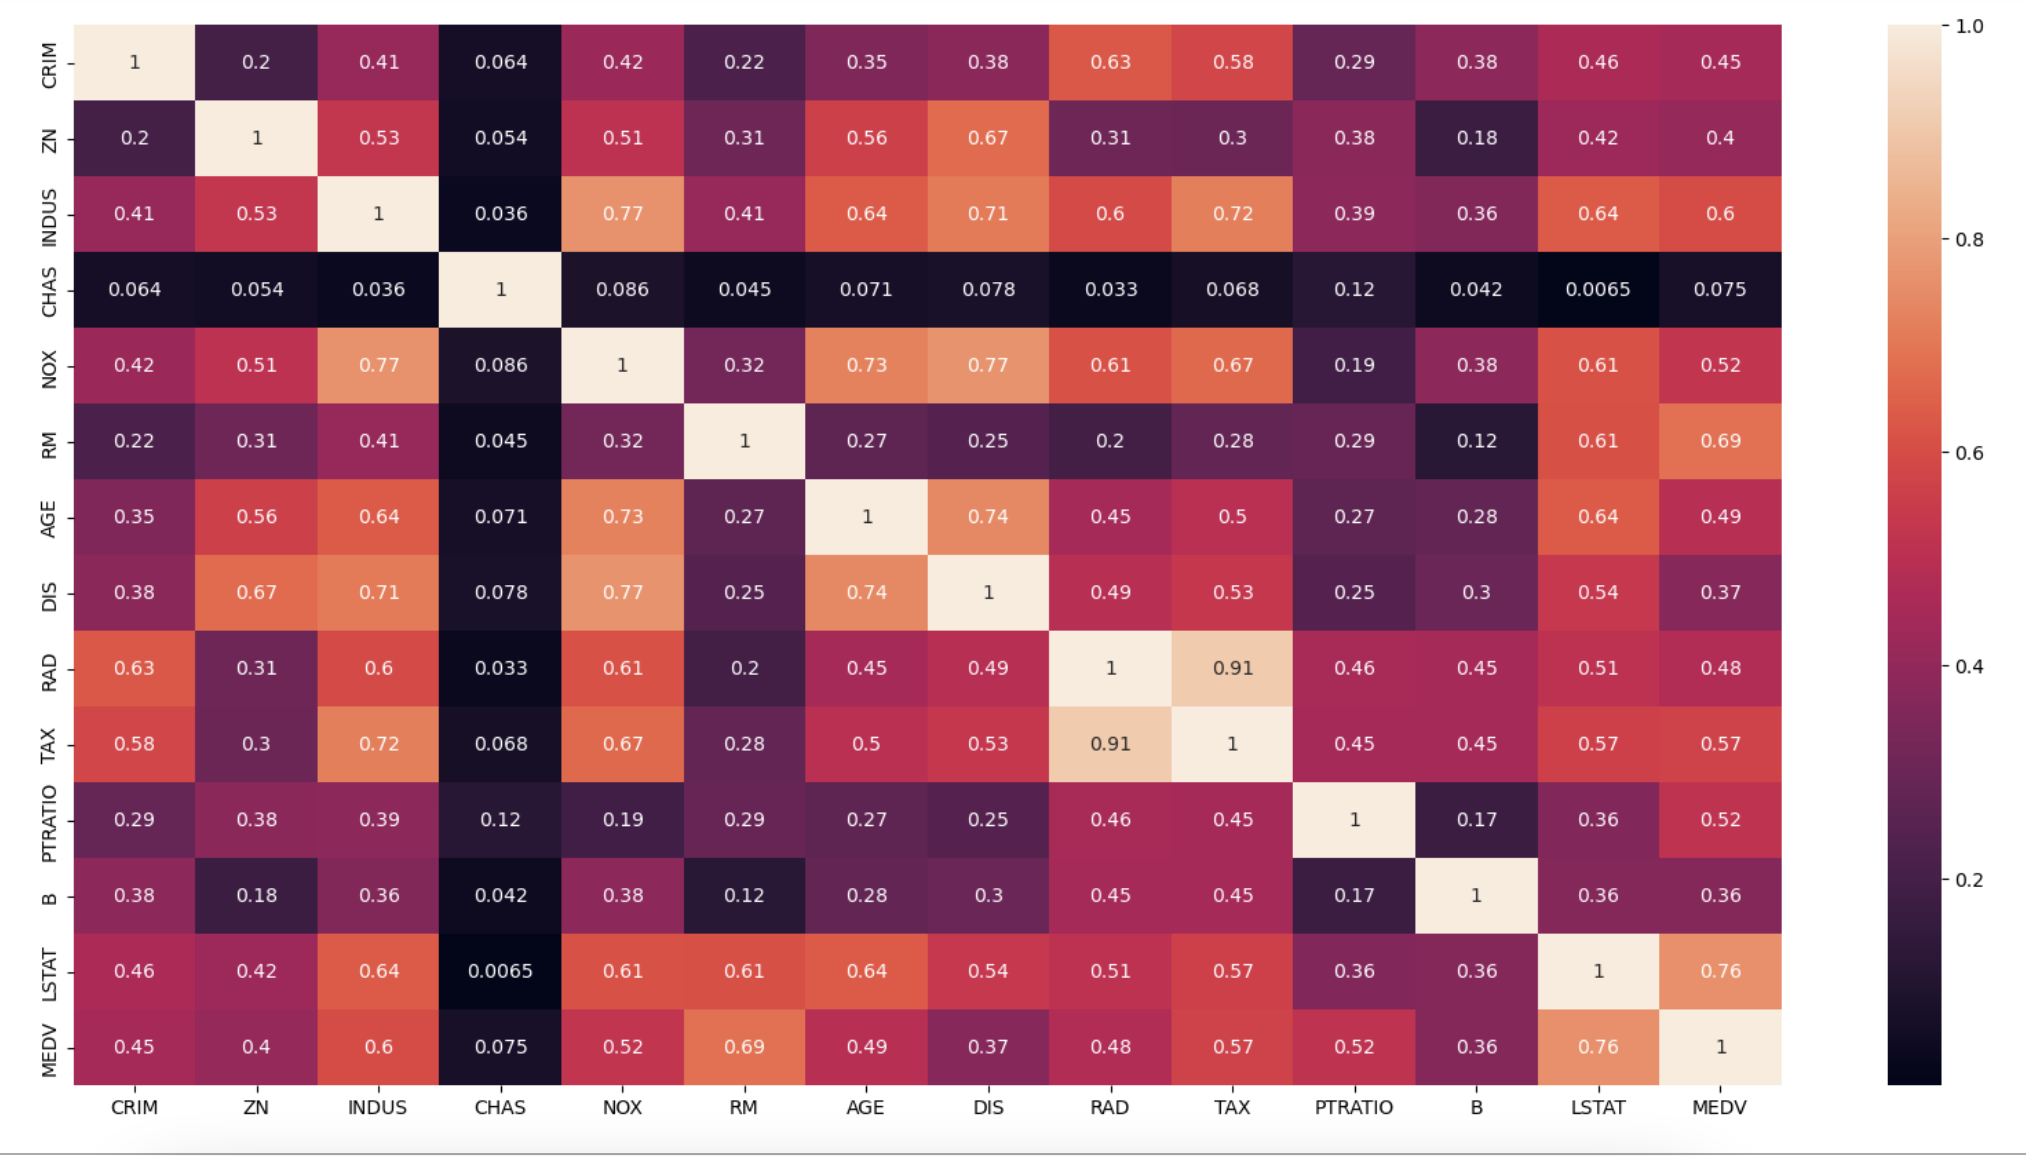 CRIM 1 0.2 0.41 0.064 0.42 0.22 0.35 0.38 0.63 0.58 0.29 0.38 0.46 0.45 1.0
ZN 0.2 1 0.53 0.054 0.51 0.31 0.56 0.67 0.31 0.3 0.38 0.18 0.42 0.4
INDUS 0.41 0.53 1 0.036 0.77 0.41 0.64 0.71 0.6 0.72 0.39 0.36 0.64 0.6
0.8
CHAS 0.064 0.054 0.036 1 0.086 0.045 0.071 0.078 0.033 0.068 0.12 0.042 0.0065 0.075
NOX 0.42 0.51 0.77 0.086 1 0.32 0.73 0.77 0.61 0.67 0.19 0.38 0.61 0.52
RM 0.22 0.31 0.41 0.045 0.32 1 0.27 0.25 0.2 0.28 0.29 0.12 0.61 0.69 0.6
AGE 0.35 0.56 0.64 0.071 0.73 0.27 1 0.74 0.45 0.5 0.27 0.28 0.64 0.49
DIS 0.38 0.67 0.71 0.078 0.77 0.25 0.74 1 0.49 0.53 0.25 0.3 0.54 0.37
RAD 0.63 0.31 0.6 0.033 0.61 0.2 0.45 0.49 1 0.91 0.46 0.45 0.51 0.48 0.4
TAX 0.58 0.3 0.72 0.068 0.67 0.28 0.5 0.53 0.91 1 0.45 0.45 0.57 0.57
PTRATIO 0.29 0.38 0.39 0.12 0.19 0.29 0.27 0.25 0.46 0.45 1 0.17 0.36 0.52
B 0.38 0.18 0.36 0.042 0.38 0.12 0.28 0.3 0.45 0.45 0.17 1 0.36 0.36 0.2
LSTAT 0.46 0.42 0.64 0.0065 0.61 0.61 0.64 0.54 0.51 0.57 0.36 0.36 1 0.76
MEDV 0.45 0.4 0.6 0.075 0.52 0.69 0.49 0.37 0.48 0.57 0.52 0.36 0.76 1
CRIM ZN INDUS CHAS NOX RM AGE DIS RAD TAX PTRATIO B LSTAT MEDV